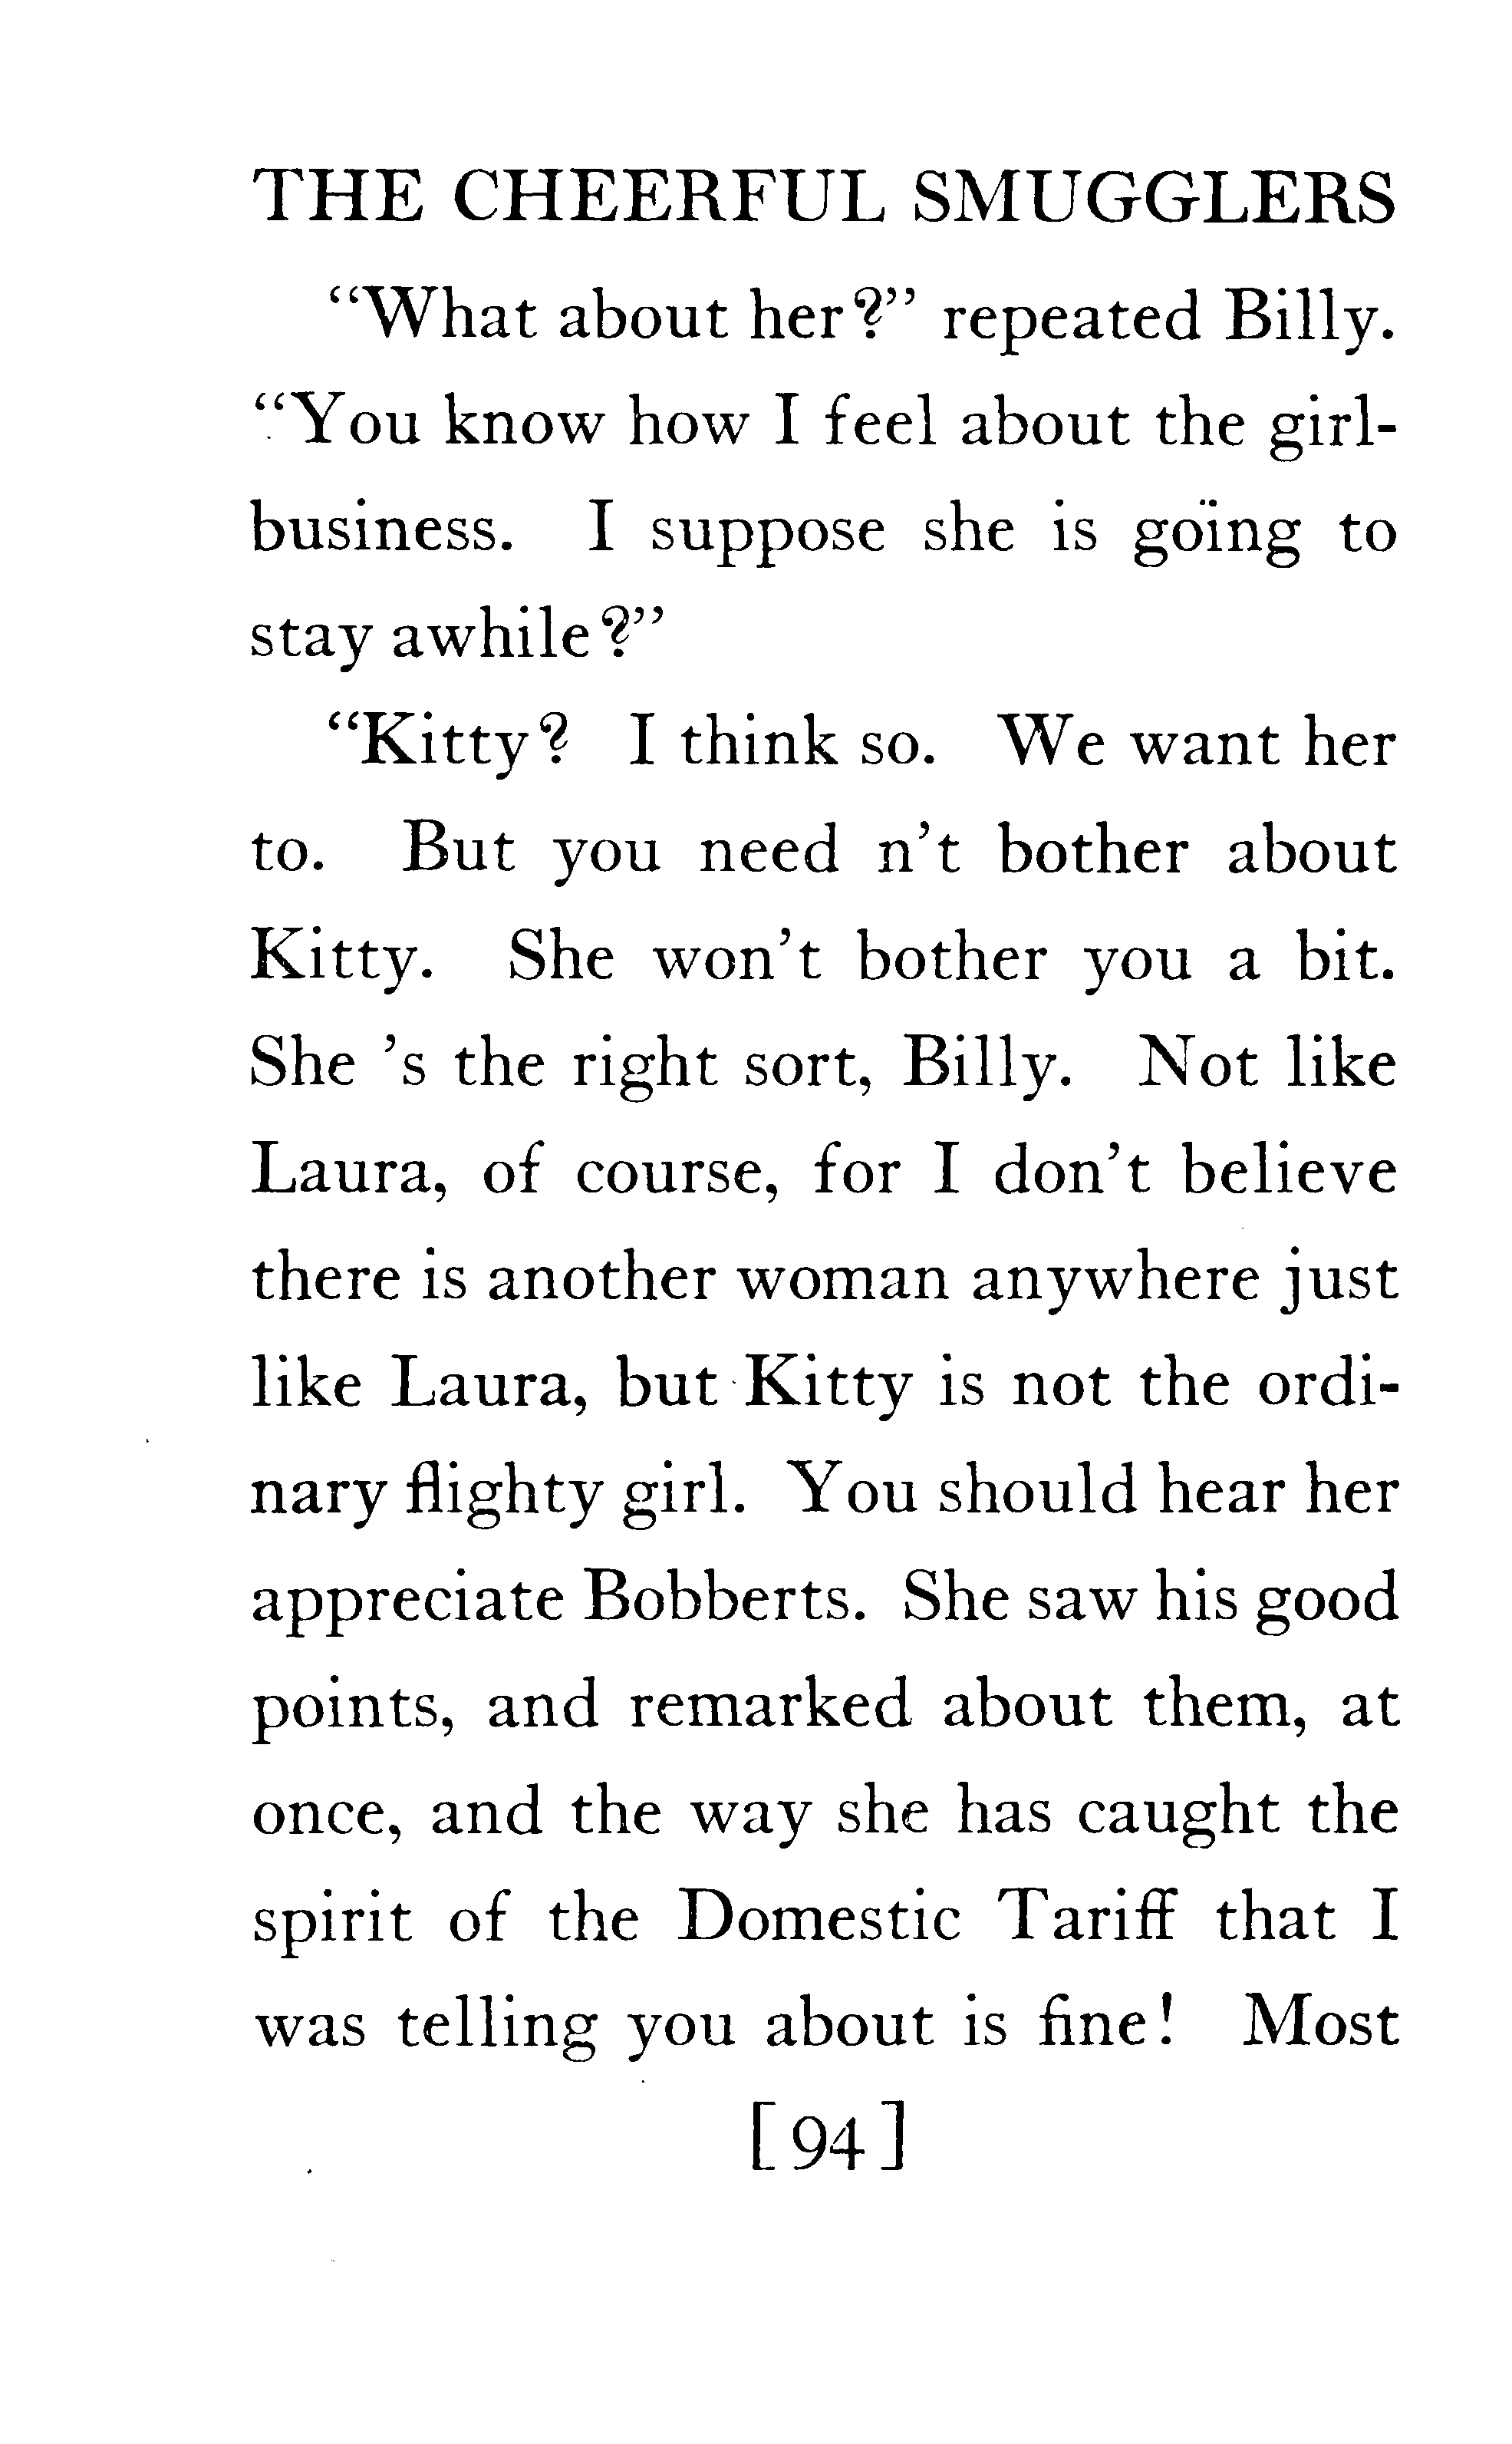 THE CHEERFUL SMUGGLERS
“What about her?” repeated Billy.
“You know how I feel about the girl-
business. I suppose she is going to
stay awhile?”
“Kitty? I think so. We want her
to. But you need n’t bother about
Kitty. She won’t bother you a bit.
She ’s the right sort, Billy. Not like
Laura, of course, for I don’t believe
there is another woman anywhere just
like Laura, but Kitty is not the ordi-
nary flighty girl. You should hear her
appreciate Bobberts. She saw his good
points, and remarked about them, at
once, and the way she has caught the
spirit of the Domestic Tariff that I
was telling you about is fine! Most
[94]